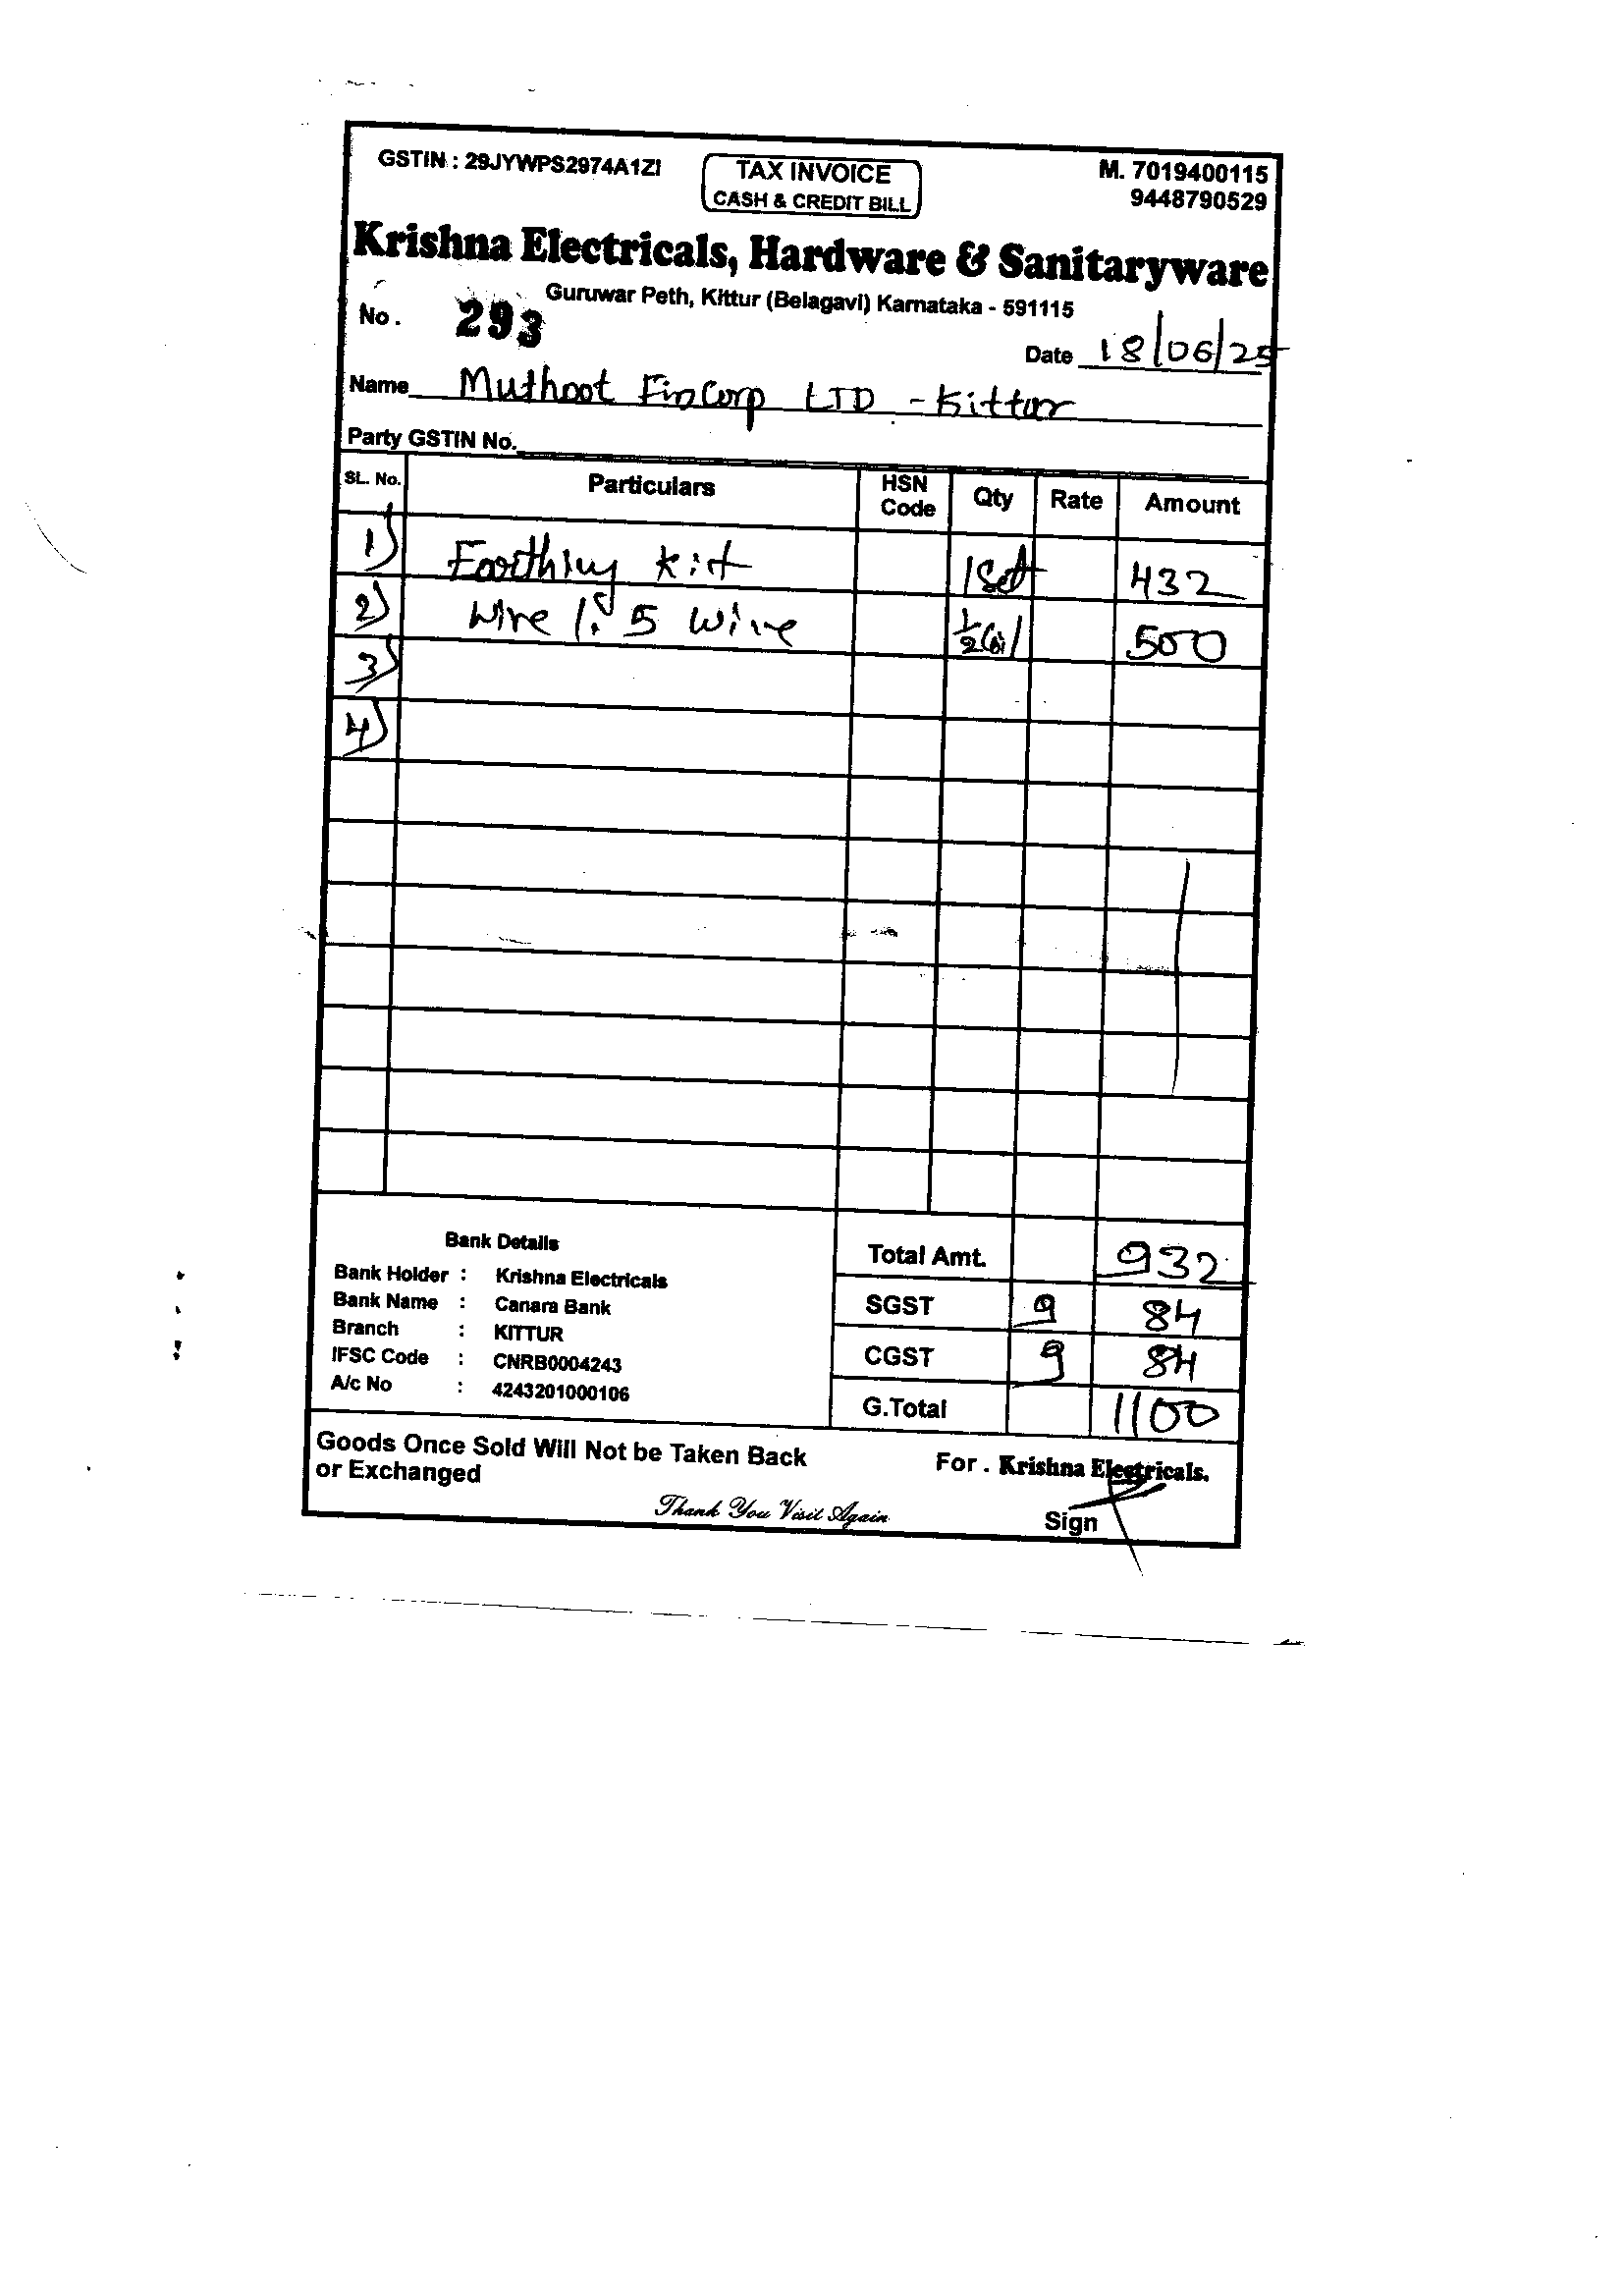 GSTIN : 29JYWPS2974A1ZI
TAX INVOICE
CASH & CREDIT BILL
M. 7019400115
9448790529
Krishna Electricals, Hardware & Sanitaryware
Guruwar Peth, Kittur (Belagavi) Karnataka - 591115
No. 293
Date 18/06/25
Name Muthoot FinCorp LTD - Kittur
Party GSTIN No.
SL. No. Particulars HSN Code Qty Rate Amount
1) Earthing Kit 1 Set 432
2) Wire 1.5 Wire 1/2 Coil 500
3)
4)
Bank Details
Bank Holder : Krishna Electricals
Bank Name : Canara Bank
Branch : KITTUR
IFSC Code : CNRB0004243
A/c No : 4243201000106
Total Amt. 932
SGST 9 84
CGST 9 84
G.Total 1100
Goods Once Sold Will Not be Taken Back
or Exchanged
For . Krishna Electricals.
Thank You Visit Again
Sign